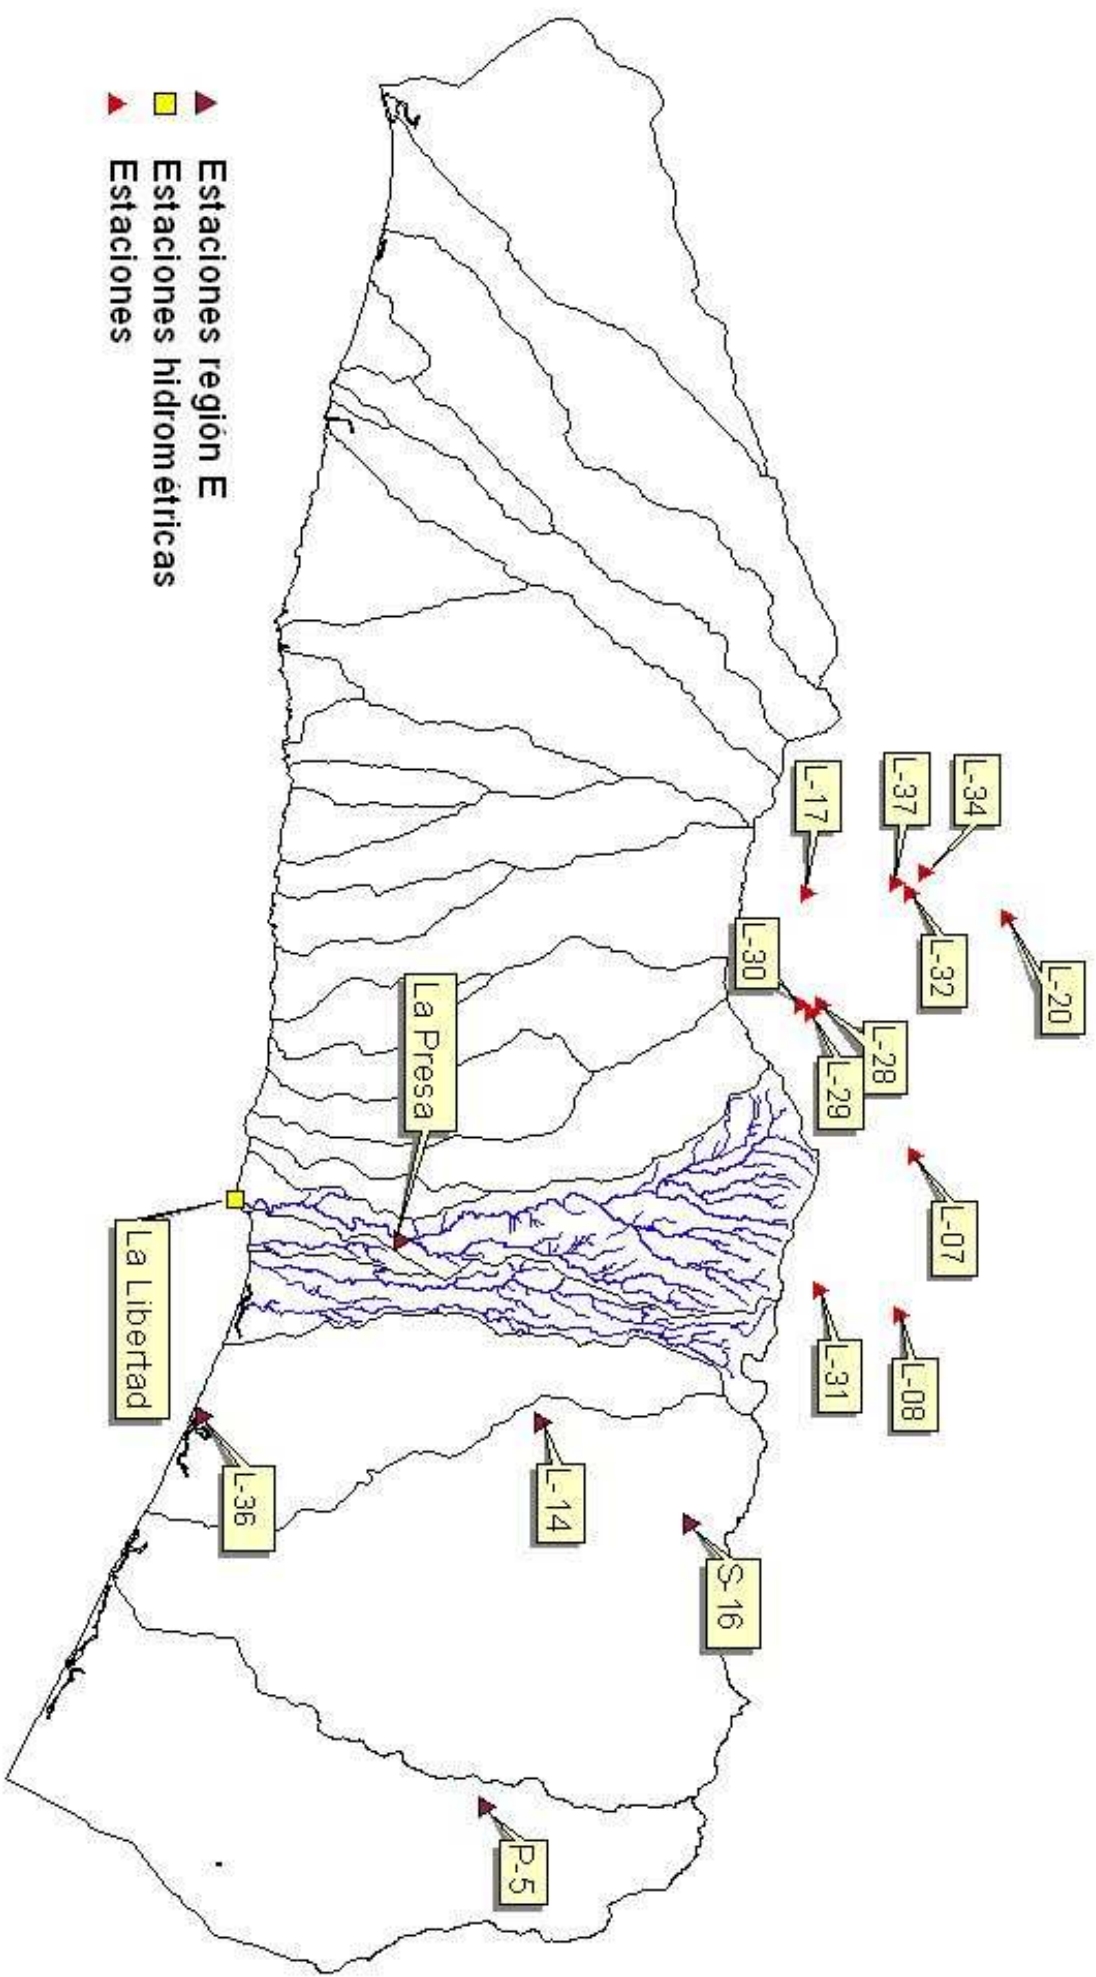 L-20
L-34
L-37
L-32
L-17
L-28
L-29
L-30
L-07
L-08
L-31
S-16
L-14
P-5
La Presa
L-36
La Libertad
Estaciones región E
Estaciones hidrométricas
Estaciones